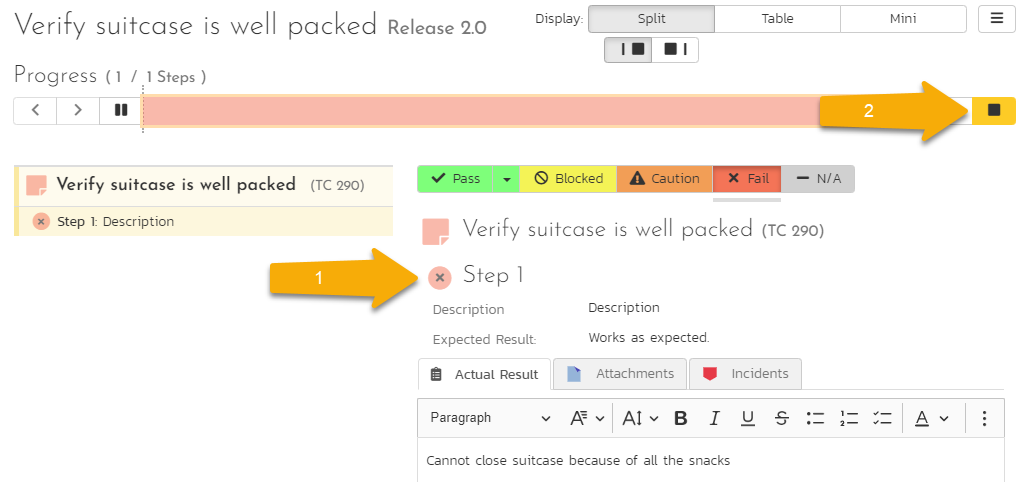 Verify suitcase is well packed Release 2.0
Display: Split Table Mini
Progress ( 1 / 1 Steps )
2
Verify suitcase is well packed (TC 290)
Step 1: Description
Pass Blocked Caution Fail N/A
Verify suitcase is well packed (TC 290)
1
Step 1
Description Description
Expected Result: Works as expected.
Actual Result Attachments Incidents
Paragraph
Cannot close suitcase because of all the snacks